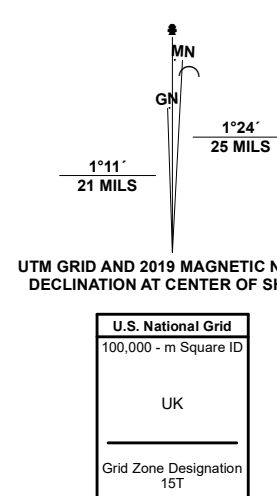 MN
GN
1°24´
25 MILS
1°11´
21 MILS
UTM GRID AND 2019 MAGNETIC N
DECLINATION AT CENTER OF SH
U.S. National Grid
100,000 - m Square ID
UK
Grid Zone Designation
15T